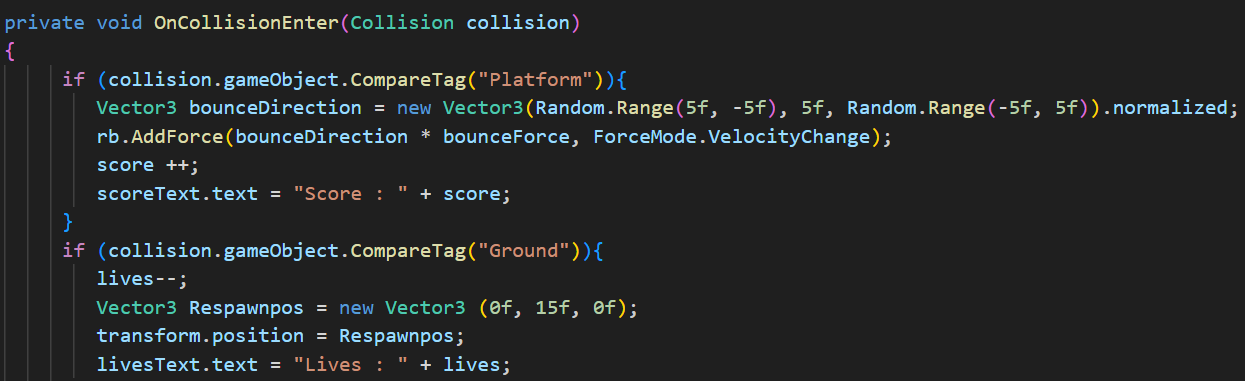 private void OnCollisionEnter(Collision collision)
{
if (collision.gameObject.CompareTag("Platform")){
Vector3 bounceDirection = new Vector3(Random.Range(5f, -5f), 5f, Random.Range(-5f, 5f)).normalized;
rb.AddForce(bounceDirection * bounceForce, ForceMode.VelocityChange);
score ++;
scoreText.text = "Score : " + score;
}
if (collision.gameObject.CompareTag("Ground")){
lives--;
Vector3 Respawnpos = new Vector3 (0f, 15f, 0f);
transform.position = Respawnpos;
livesText.text = "Lives : " + lives;